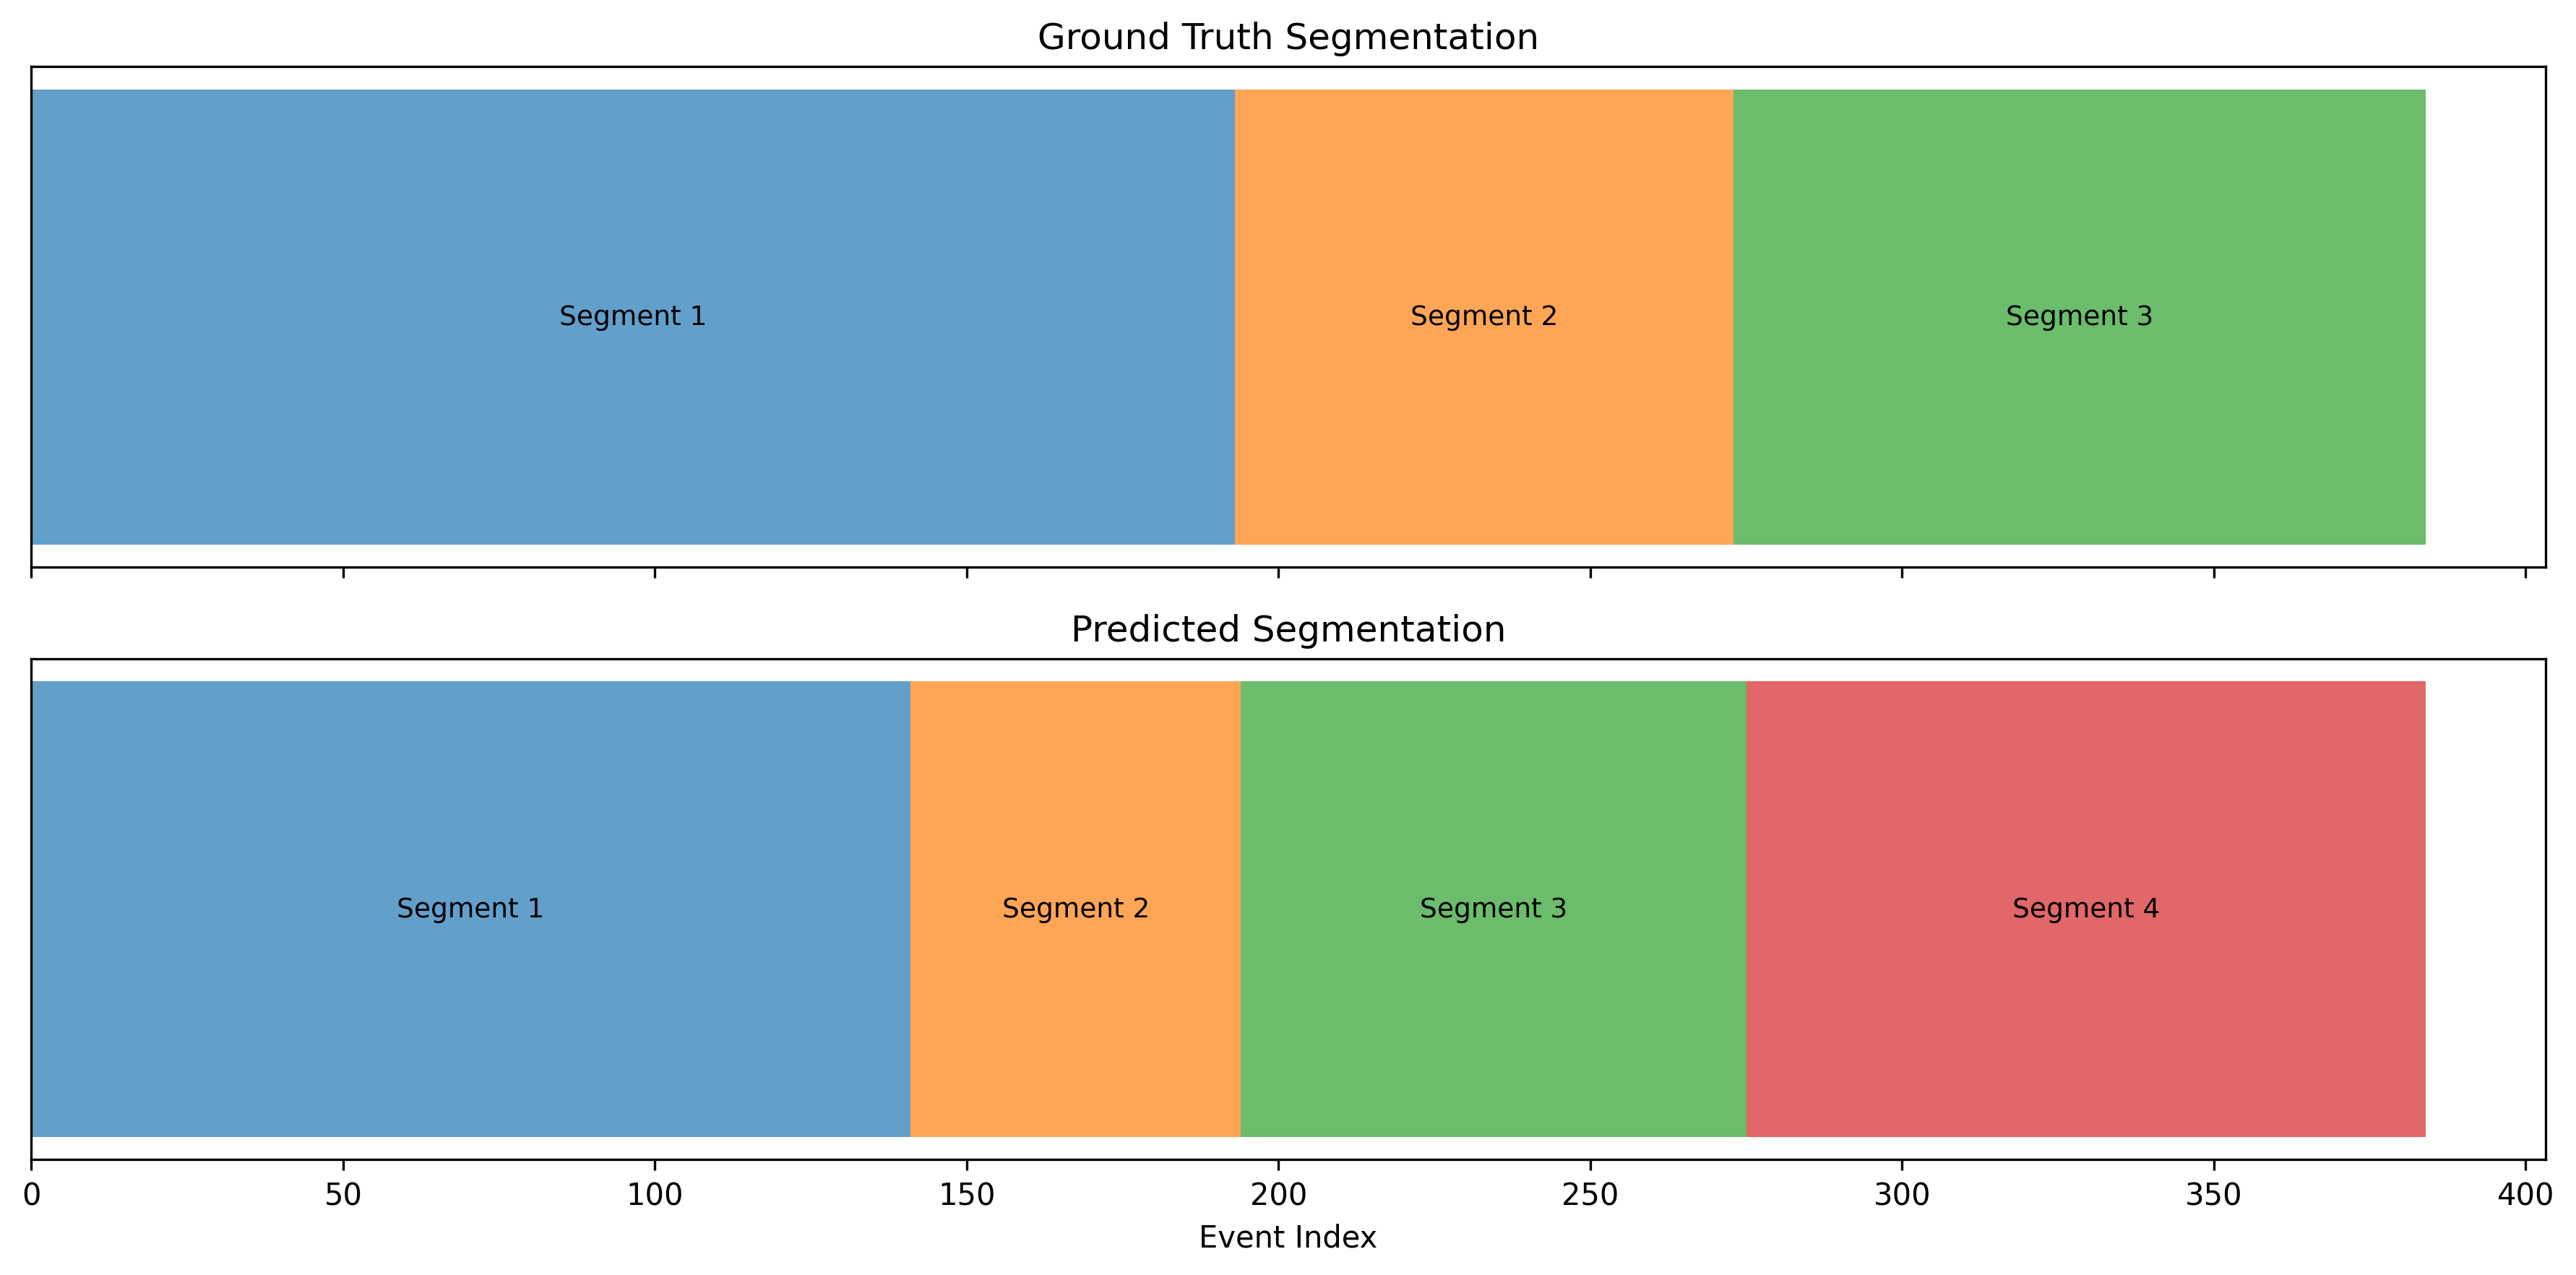 Ground Truth Segmentation
Segment 1 Segment 2 Segment 3
Predicted Segmentation
Segment 1 Segment 2 Segment 3 Segment 4
0 50 100 150 200 250 300 350 400
Event Index